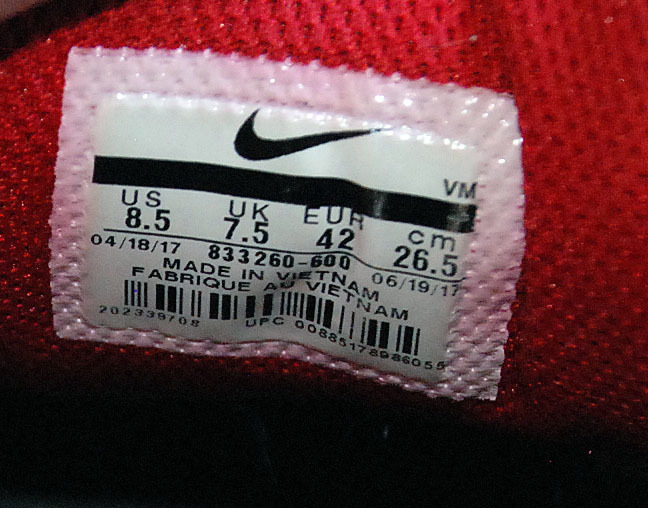 VM
US UK EUR cm
8.5 7.5 42 26.5
04/18/17 833260-600 06/19/17
MADE IN VIETNAM
FABRIQUE AU VIETNAM
202339708 UPC 00885178986055